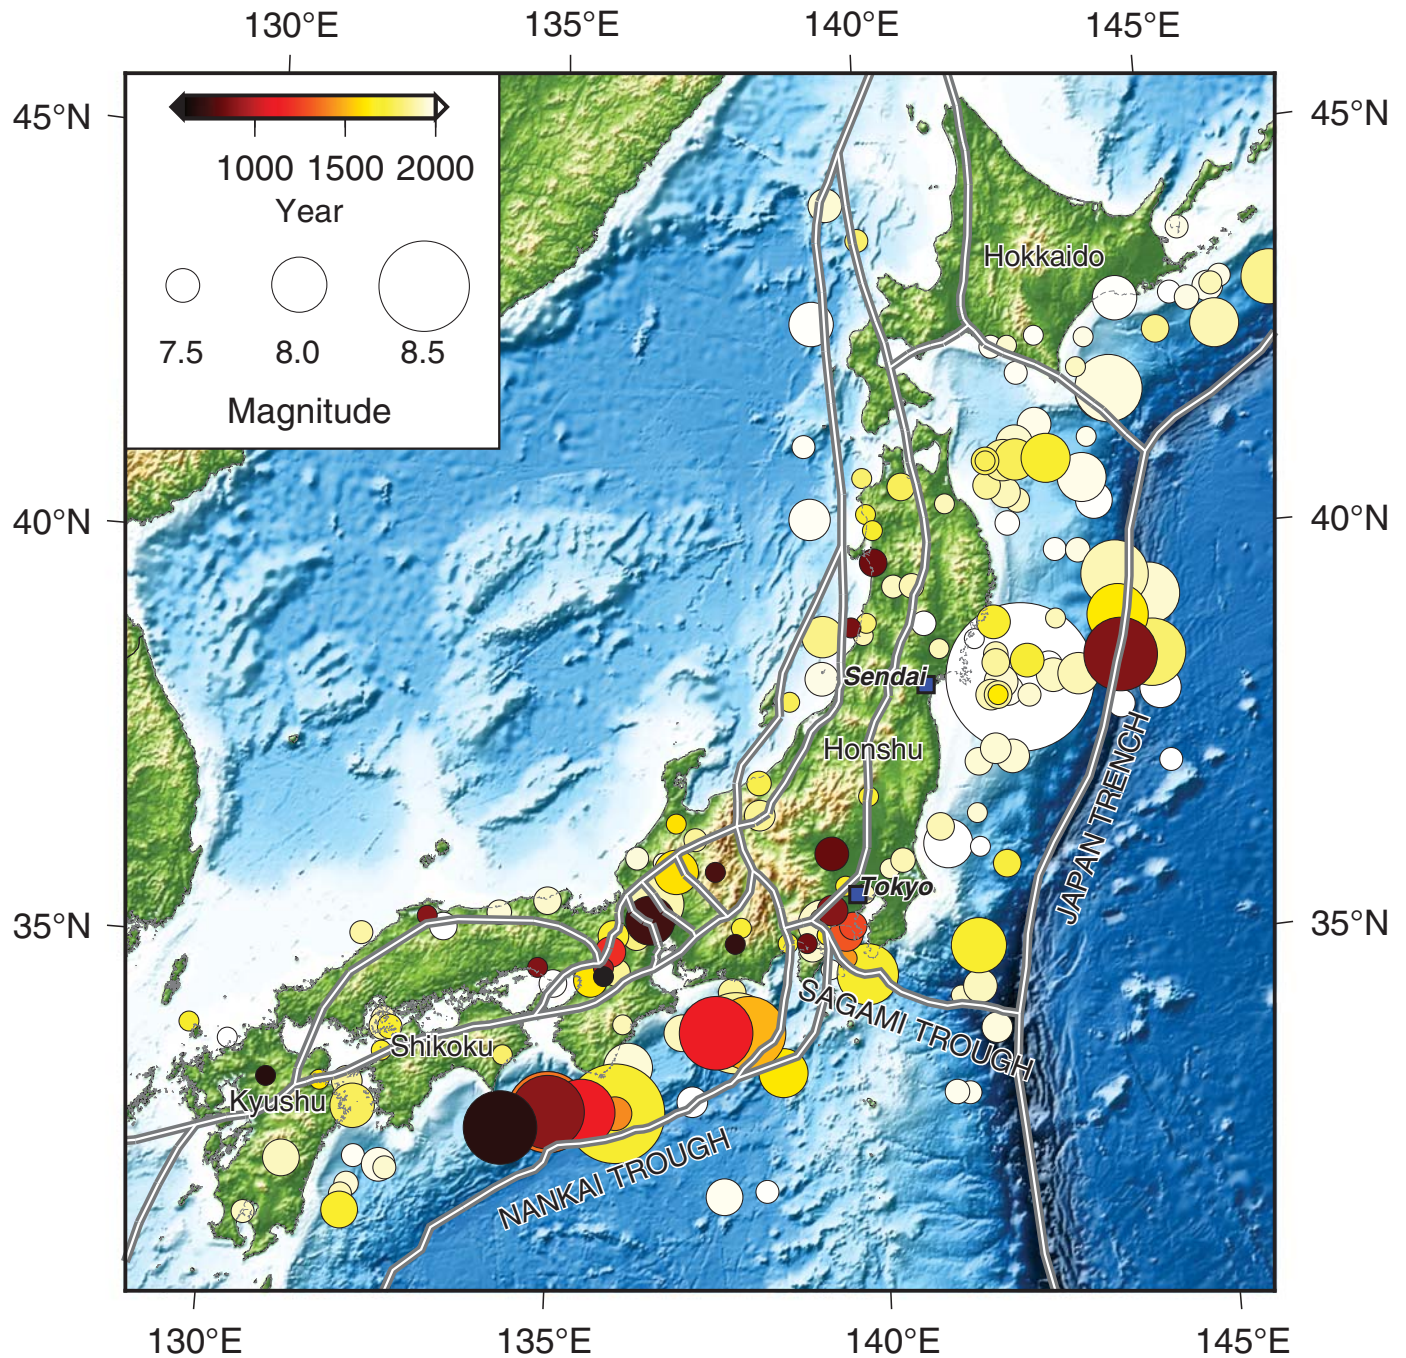 130°E 135°E 140°E 145°E
45°N
45°N
1000 1500 2000
Year
7.5 8.0 8.5
Magnitude
Hokkaido
40°N
40°N
Sendai
Honshu
JAPAN TRENCH
Tokyo
35°N
35°N
SAGAMI TROUGH
Shikoku
Kyushu
NANKAI TROUGH
130°E 135°E 140°E 145°E